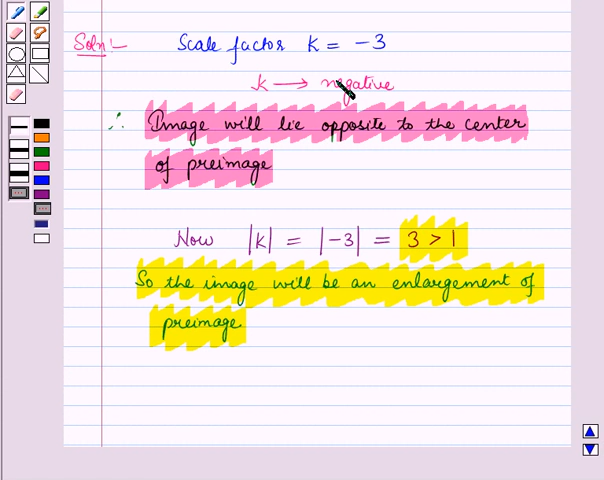 Soln:- Scale factor k = -3
k → negative
∴ Image will lie opposite to the center
of preimage
Now |k| = |-3| = 3 > 1
So the image will be an enlargement of
preimage